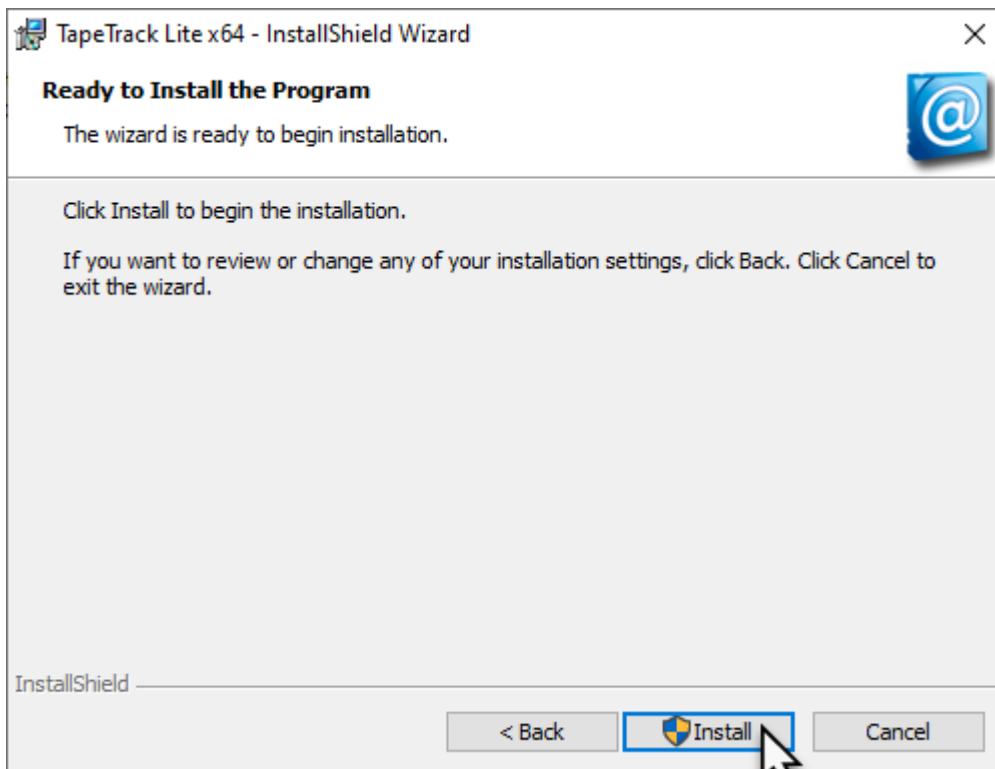 TapeTrack Lite x64 - InstallShield Wizard
Ready to Install the Program
The wizard is ready to begin installation.
@
Click Install to begin the installation.
If you want to review or change any of your installation settings, click Back. Click Cancel to
exit the wizard.
InstallShield
< Back
Install
Cancel